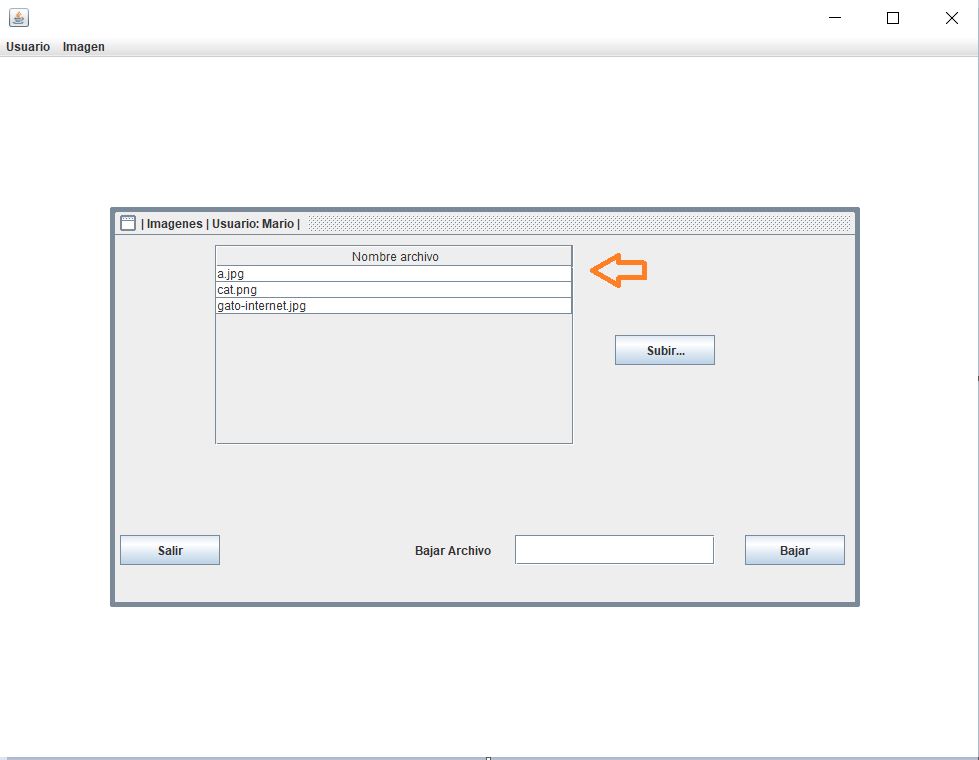 Usuario Imagen
| Imagenes | Usuario: Mario |
Nombre archivo
a.jpg
cat.png
gato-internet.jpg
Subir...
Salir
Bajar Archivo
Bajar